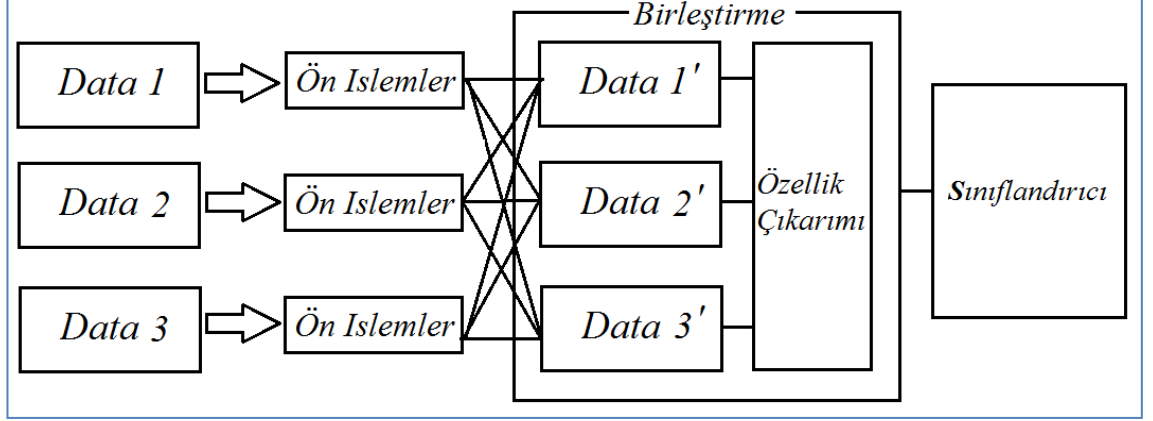 Birleştirme
Data 1
Ön Islemler
Data 1'
Data 2
Ön Islemler
Data 2'
Özellik
Çıkarımı
Sınıflandırıcı
Data 3
Ön Islemler
Data 3'